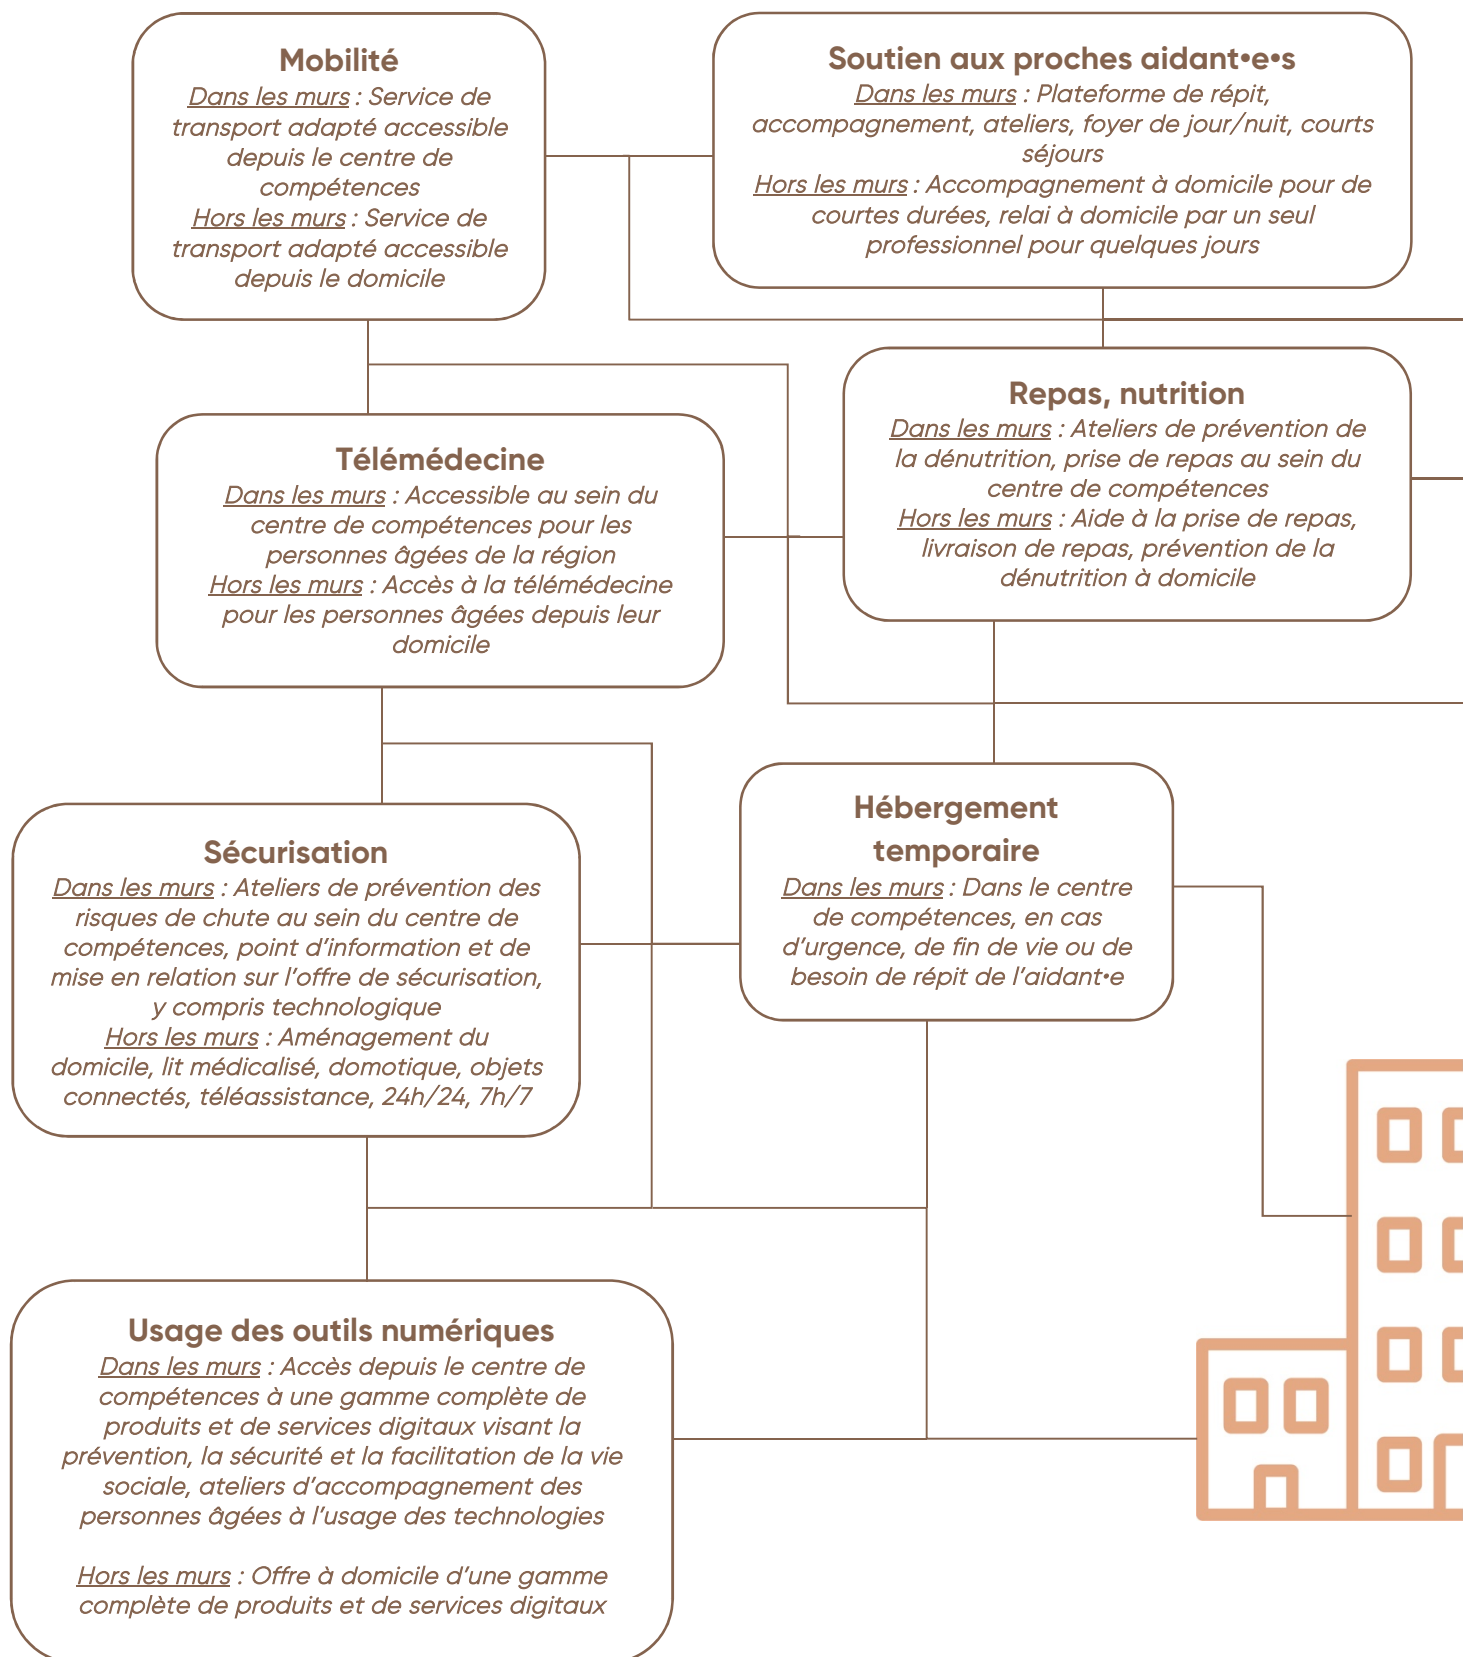 Mobilité
Dans les murs : Service de
transport adapté accessible
depuis le centre de
compétences
Hors les murs : Service de
transport adapté accessible
depuis le domicile
Soutien aux proches aidant•e•s
Dans les murs : Plateforme de répit,
accompagnement, ateliers, foyer de jour/nuit, courts
séjours
Hors les murs : Accompagnement à domicile pour de
courtes durées, relai à domicile par un seul
professionnel pour quelques jours
Télémédecine
Dans les murs : Accessible au sein du
centre de compétences pour les
personnes âgées de la région
Hors les murs : Accès à la télémédecine
pour les personnes âgées depuis leur
domicile
Repas, nutrition
Dans les murs : Ateliers de prévention de
la dénutrition, prise de repas au sein du
centre de compétences
Hors les murs : Aide à la prise de repas,
livraison de repas, prévention de la
dénutrition à domicile
Sécurisation
Dans les murs : Ateliers de prévention des
risques de chute au sein du centre de
compétences, point d’information et de
mise en relation sur l’offre de sécurisation,
y compris technologique
Hors les murs : Aménagement du
domicile, lit médicalisé, domotique, objets
connectés, téléassistance, 24h/24, 7h/7
Hébergement
temporaire
Dans les murs : Dans le centre
de compétences, en cas
d’urgence, de fin de vie ou de
besoin de répit de l’aidant•e
Usage des outils numériques
Dans les murs : Accès depuis le centre de
compétences à une gamme complète de
produits et de services digitaux visant la
prévention, la sécurité et la facilitation de la vie
sociale, ateliers d’accompagnement des
personnes âgées à l’usage des technologies
Hors les murs : Offre à domicile d’une gamme
complète de produits et de services digitaux